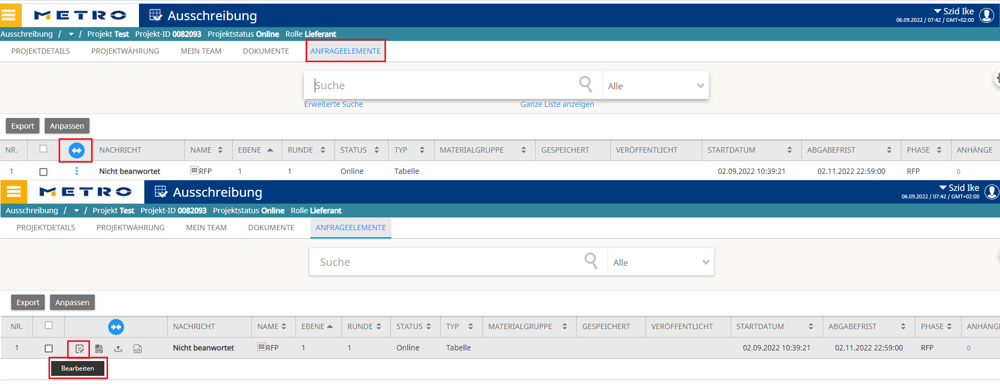 METRO Ausschreibung Szid Ike
06.09.2022 / 07:42 / GMT+02:00
Ausschreibung / / Projekt Test Projekt-ID 0082093 Projektstatus Online Rolle Lieferant
PROJEKTDETAILS PROJEKTWÄHRUNG MEIN TEAM DOKUMENTE ANFRAGEELEMENTE
Suche Alle
Erweiterte Suche Ganze Liste anzeigen
Export Anpassen
NR. NACHRICHT NAME EBENE RUNDE STATUS TYP MATERIALGRUPPE GESPEICHERT VERÖFFENTLICHT STARTDATUM ABGABEFRIST PHASE ANHÄNGE
1 Nicht beanwortet RFP 1 1 Online Tabelle 02.09.2022 10:39:21 02.11.2022 22:59:00 RFP 0
METRO Ausschreibung Szid Ike
06.09.2022 / 07:42 / GMT+02:00
Ausschreibung / / Projekt Test Projekt-ID 0082093 Projektstatus Online Rolle Lieferant
PROJEKTDETAILS PROJEKTWÄHRUNG MEIN TEAM DOKUMENTE ANFRAGEELEMENTE
Suche Alle
Export Anpassen
NR. NACHRICHT NAME EBENE RUNDE STATUS TYP MATERIALGRUPPE GESPEICHERT VERÖFFENTLICHT STARTDATUM ABGABEFRIST PHASE ANHÄNGE
1 Nicht beanwortet RFP 1 1 Online Tabelle 02.09.2022 10:39:21 02.11.2022 22:59:00 RFP 0
Bearbeiten